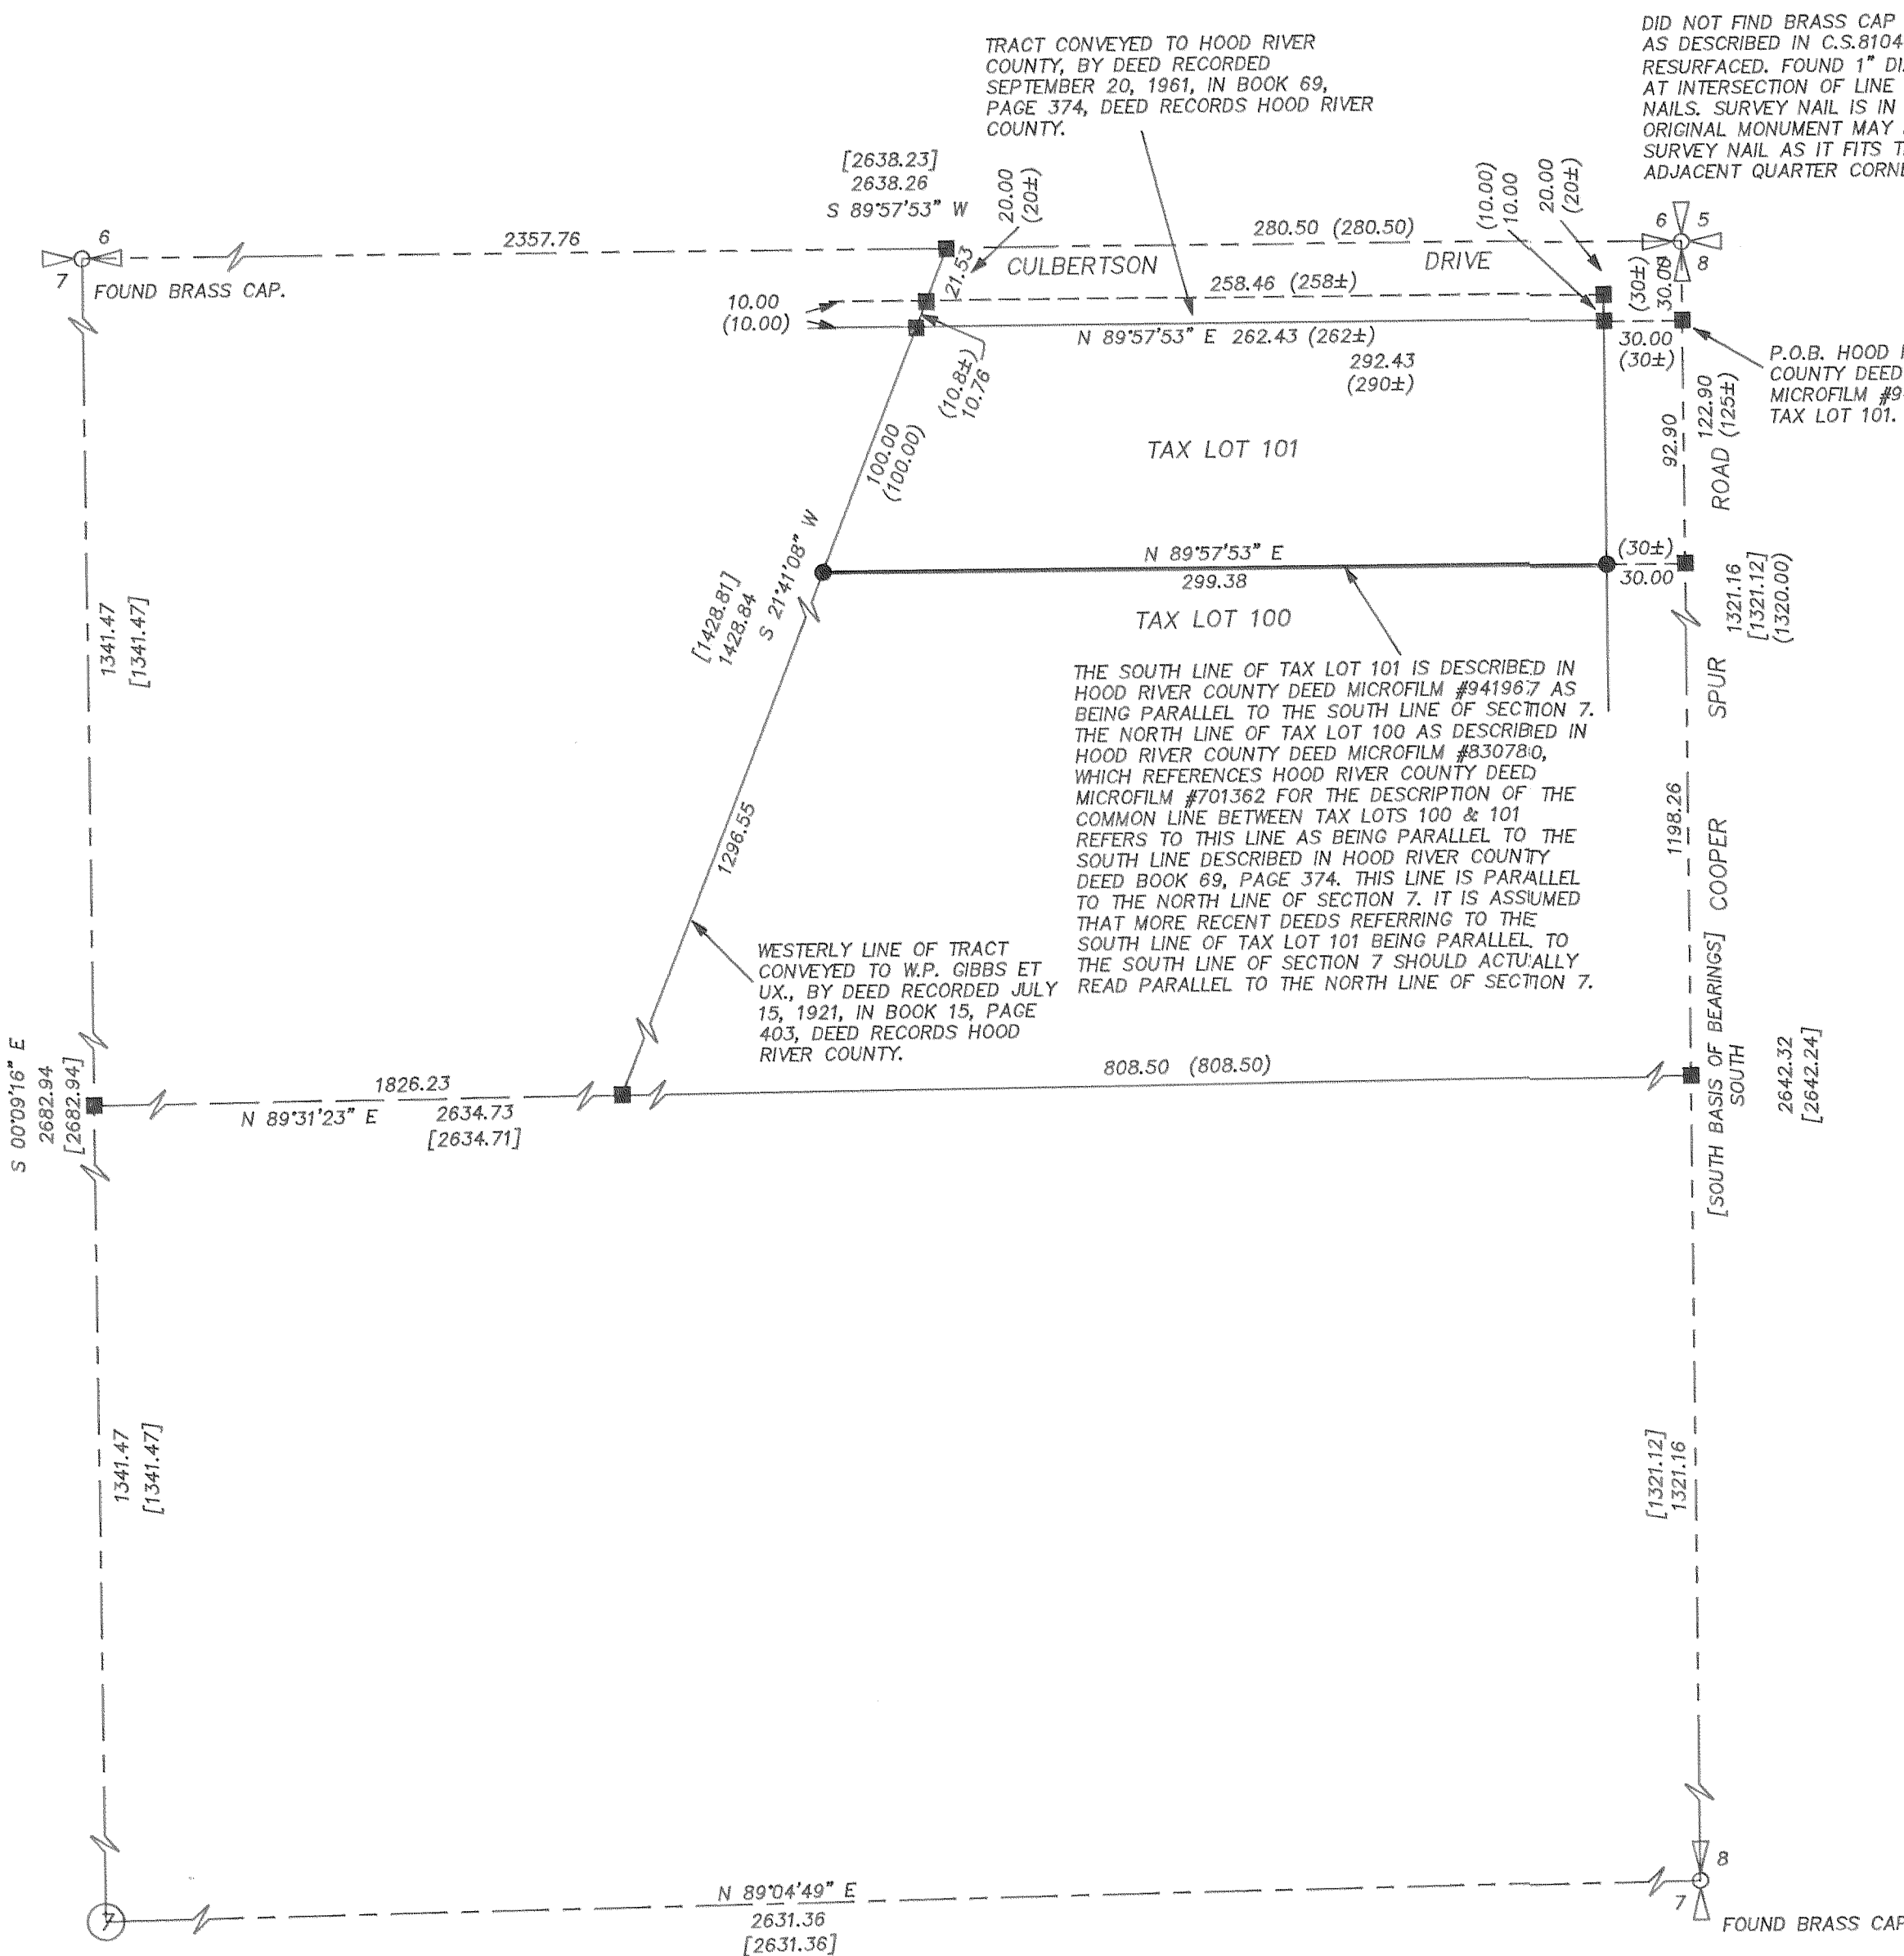 DID NOT FIND BRASS CAP
AS DESCRIBED IN C.S.8104
RESURFACED. FOUND 1"
AT INTERSECTION OF LINE
NAILS. SURVEY NAIL IS IN
ORIGINAL MONUMENT MAY
SURVEY NAIL AS IT FITS
ADJACENT QUARTER
TRACT CONVEYED TO HOOD RIVER
COUNTY, BY DEED RECORDED
SEPTEMBER 20, 1961, IN BOOK 69,
PAGE 374, DEED RECORDS HOOD RIVER
COUNTY.
[2638.23]
2638.26
S 89°57'53" W
20.00
(20±)
(10.00)
10.00
20.00
(20±)
6
7
FOUND BRASS CAP.
2357.76
280.50 (280.50)
6
5
8
CULBERTSON DRIVE
21.53
258.46 (258±)
(30±)
30.00
10.00
(10.00)
N 89°57'53" E 262.43 (262±)
292.43
(290±)
30.00
(30±)
(10.8±)
10.76
P.O.B. HOOD
COUNTY DEED
MICROFILM
TAX LOT 101.
100.00
(100.00)
TAX LOT 101
92.90
122.90
(125±)
[1428.81]
1428.84
S 21°41'08" W
N 89°57'53" E
299.38
(30±)
30.00
TAX LOT 100
1341.47
[1341.47]
1321.16
[1321.12]
(1320.00)
COOPER SPUR ROAD
THE SOUTH LINE OF TAX LOT 101 IS DESCRIBED IN
HOOD RIVER COUNTY DEED MICROFILM #941967 AS
BEING PARALLEL TO THE SOUTH LINE OF SECTION 7.
THE NORTH LINE OF TAX LOT 100 AS DESCRIBED IN
HOOD RIVER COUNTY DEED MICROFILM #830780,
WHICH REFERENCES HOOD RIVER COUNTY DEED
MICROFILM #701362 FOR THE DESCRIPTION OF THE
COMMON LINE BETWEEN TAX LOTS 100 & 101
REFERS TO THIS LINE AS BEING PARALLEL TO THE
SOUTH LINE DESCRIBED IN HOOD RIVER COUNTY
DEED BOOK 69, PAGE 374. THIS LINE IS PARALLEL
TO THE NORTH LINE OF SECTION 7. IT IS ASSUMED
THAT MORE RECENT DEEDS REFERRING TO THE
SOUTH LINE OF TAX LOT 101 BEING PARALLEL TO
THE SOUTH LINE OF SECTION 7 SHOULD ACTUALLY
READ PARALLEL TO THE NORTH LINE OF SECTION 7.
1296.55
1198.26
WESTERLY LINE OF TRACT
CONVEYED TO W.P. GIBBS ET
UX., BY DEED RECORDED JULY
15, 1921, IN BOOK 15, PAGE
403, DEED RECORDS HOOD
RIVER COUNTY.
S 00°09'16" E
2682.94
[2682.94]
1826.23
N 89°31'23" E
2634.73
[2634.71]
808.50 (808.50)
[SOUTH BASIS OF BEARINGS]
SOUTH
2642.32
[2642.24]
1341.47
[1341.47]
[1321.12]
1321.16
N 89°04'49" E
2631.36
[2631.36]
7
8
7
FOUND BRASS CAP